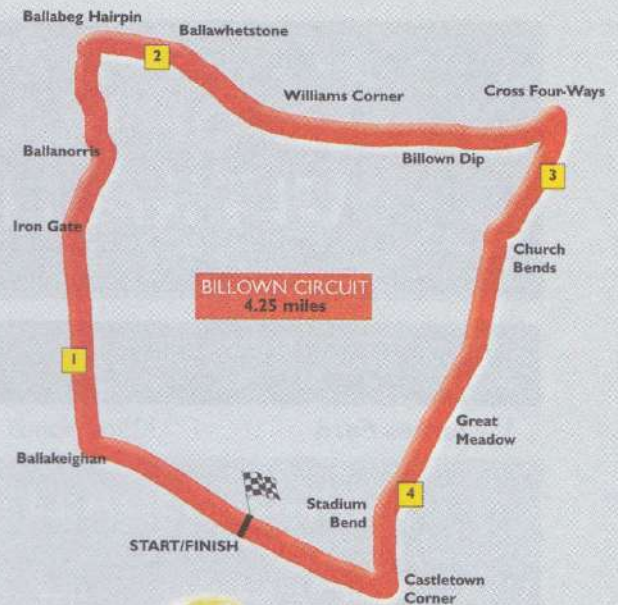 Ballabeg Hairpin
Ballawhetstone
2
Williams Corner
Cross Four-Ways
Ballanorris
Billown Dip
3
Iron Gate
Church
Bends
BILLOWN CIRCUIT
4.25 miles
1
Great
Meadow
Ballakeighan
4
Stadium
Bend
START/FINISH
Castletown
Corner